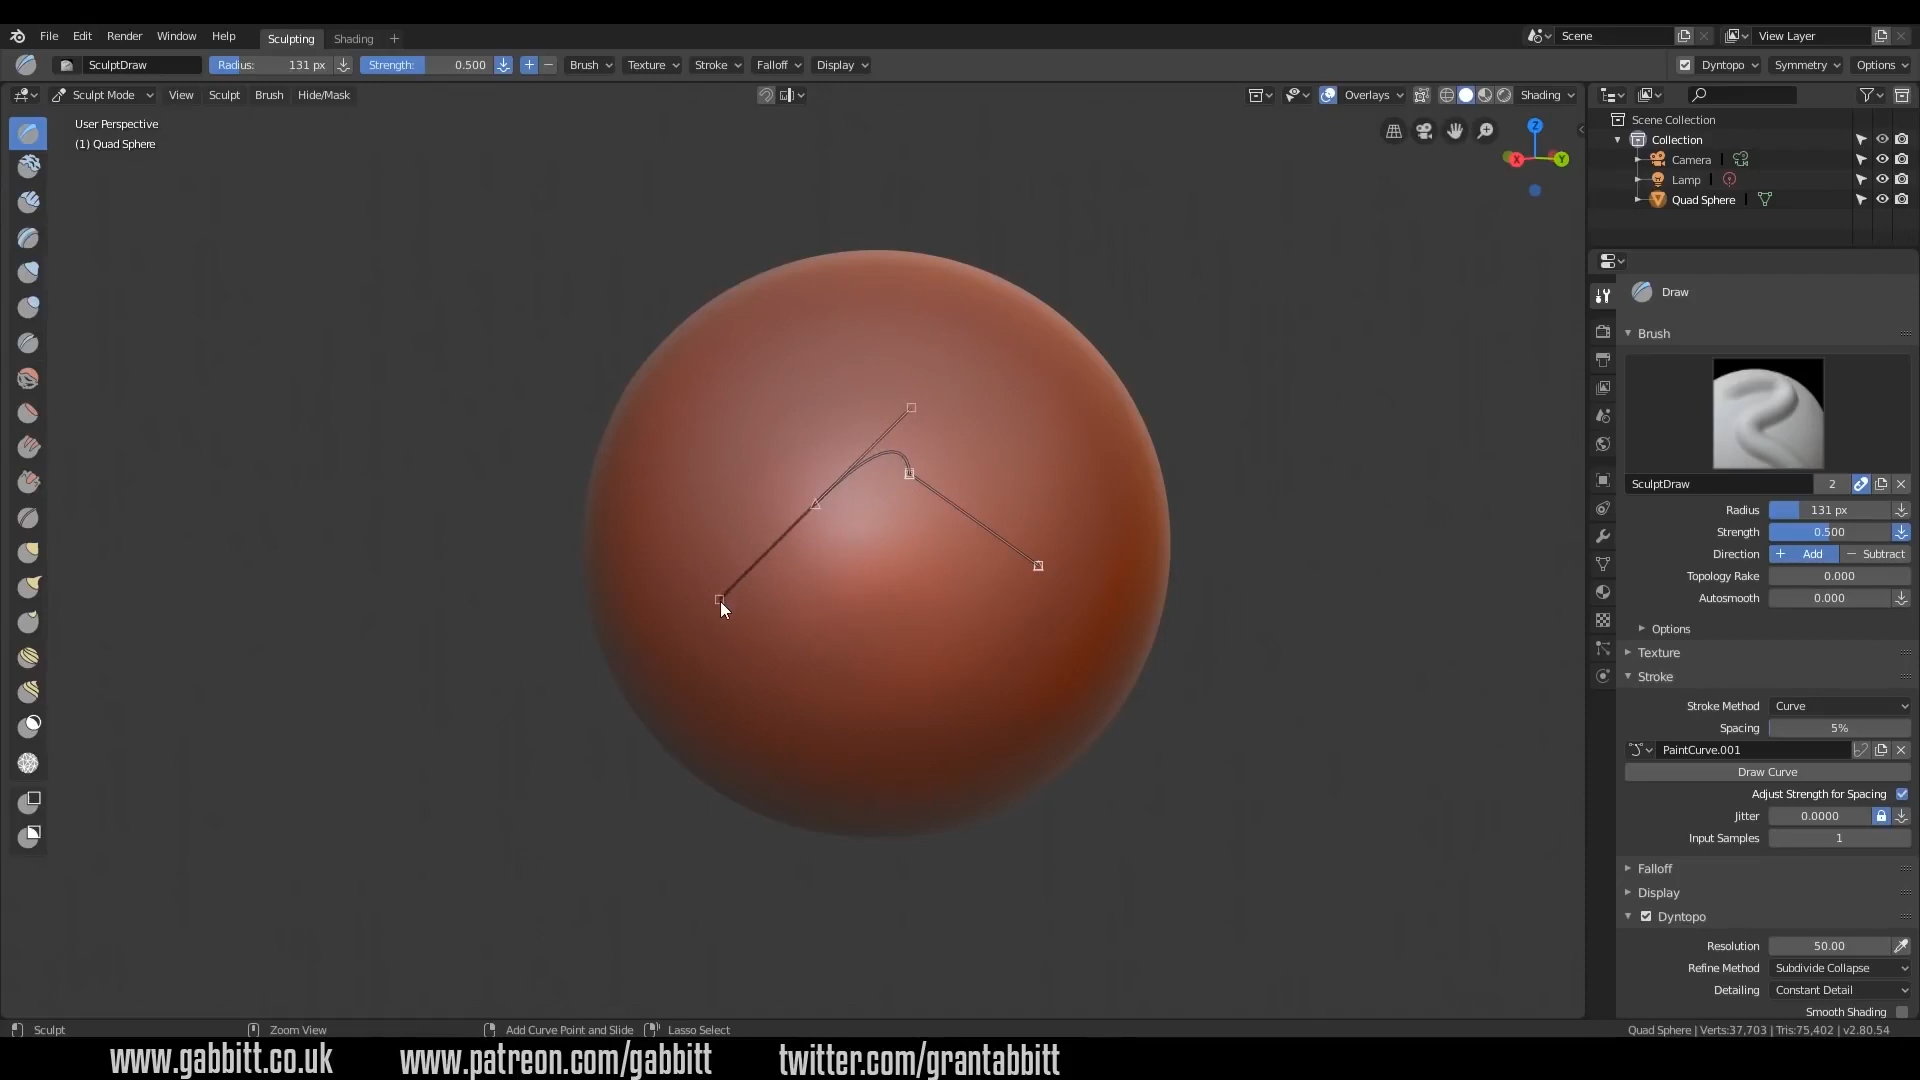 File Edit Render Window Help Sculpting Shading + Scene View Layer
SculptDraw Radius: 131 px Strength: 0.500 + − Brush Texture Stroke Falloff Display Dyntopo Symmetry Options
Sculpt Mode View Sculpt Brush Hide/Mask Overlays Shading
User Perspective
(1) Quad Sphere
Z
X
Y
Scene Collection
Collection
Camera
Lamp
Quad Sphere
Draw
Brush
SculptDraw 2
Radius 131 px
Strength 0.500
Direction + Add − Subtract
Topology Rake 0.000
Autosmooth 0.000
Options
Texture
Stroke
Stroke Method Curve
Spacing 5%
PaintCurve.001
Draw Curve
Adjust Strength for Spacing
Jitter 0.0000
Input Samples 1
Falloff
Display
Dyntopo
Resolution 50.00
Refine Method Subdivide Collapse
Detailing Constant Detail
Smooth Shading
Sculpt Zoom View Add Curve Point and Slide Lasso Select Quad Sphere | Verts:37,703 | Tris:75,402 | v2.80.54
www.gabbitt.co.uk www.patreon.com/gabbitt twitter.com/grantabbitt